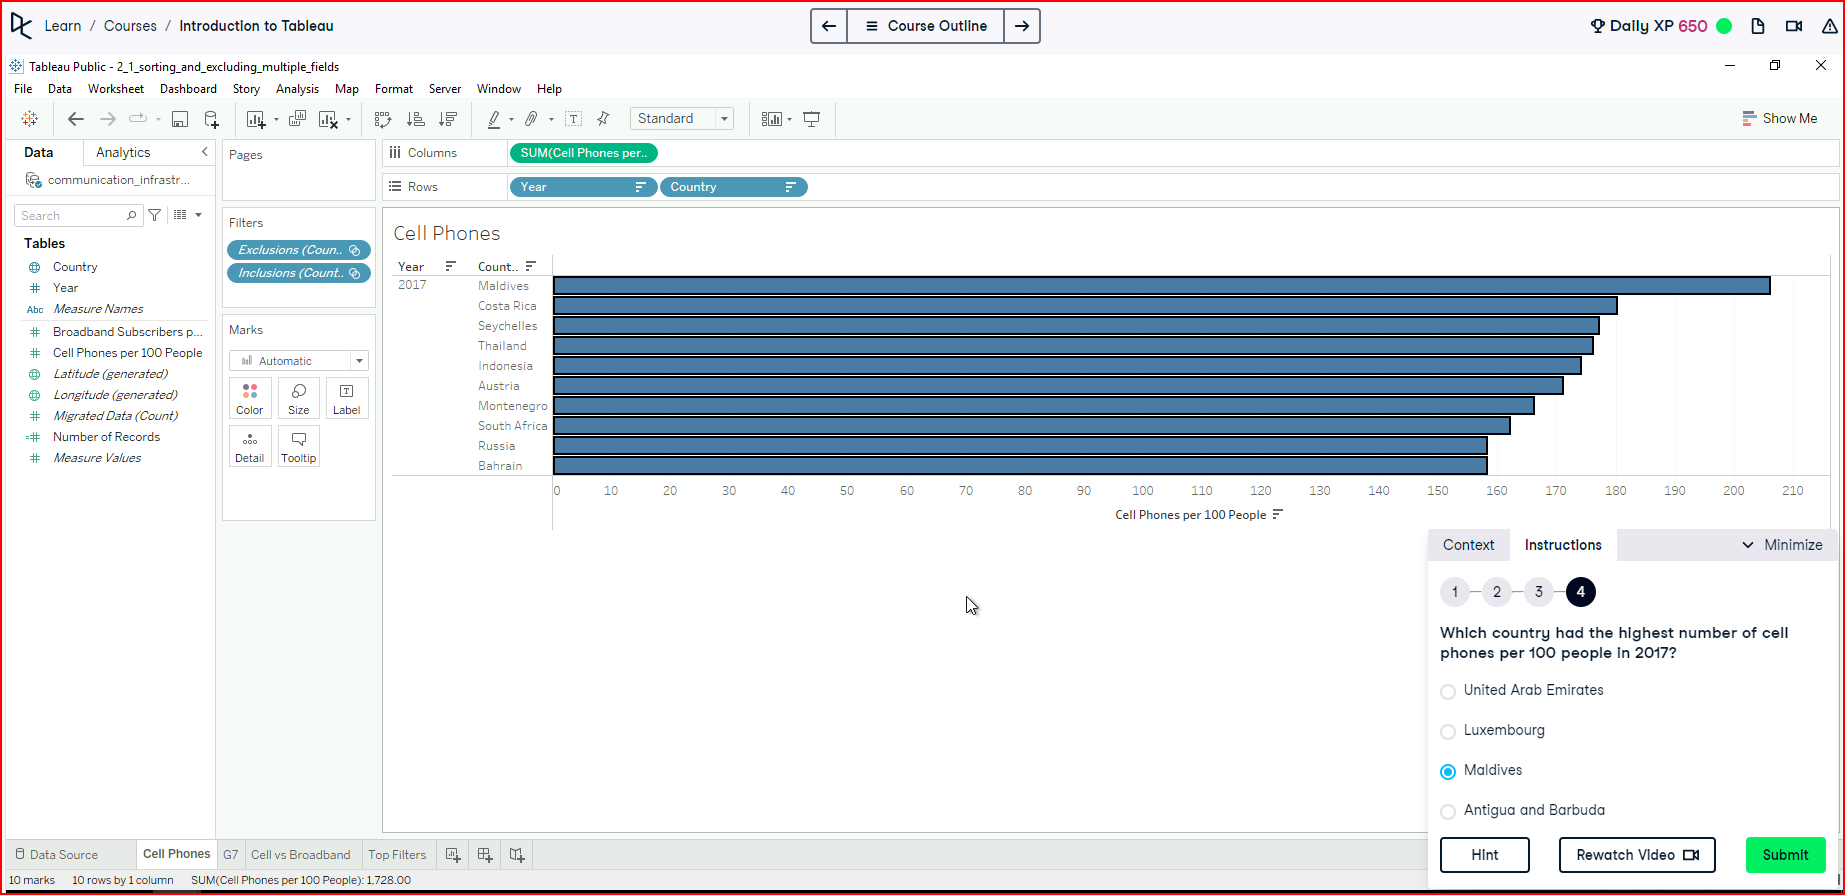 Learn / Courses / Introduction to Tableau
Course Outline
Daily XP 650
Tableau Public - 2_1_sorting_and_excluding_multiple_fields
File Data Worksheet Dashboard Story Analysis Map Format Server Window Help
Standard
Show Me
Data Analytics
communication_infrastr...
Search
Tables
Country
Year
Abc Measure Names
Broadband Subscribers p...
Cell Phones per 100 People
Latitude (generated)
Longitude (generated)
Migrated Data (Count)
Number of Records
Measure Values
Pages
Filters
Exclusions (Coun..
Inclusions (Count..
Marks
Automatic
Color Size Label
Detail Tooltip
Columns SUM(Cell Phones per..
Rows Year Country
Cell Phones
Year Count..
2017 Maldives
Costa Rica
Seychelles
Thailand
Indonesia
Austria
Montenegro
South Africa
Russia
Bahrain
0 10 20 30 40 50 60 70 80 90 100 110 120 130 140 150 160 170 180 190 200 210
Cell Phones per 100 People
Context Instructions Minimize
1 2 3 4
Which country had the highest number of cell
phones per 100 people in 2017?
United Arab Emirates
Luxembourg
Maldives
Antigua and Barbuda
Hint Rewatch Video Submit
Data Source Cell Phones G7 Cell vs Broadband Top Filters
10 marks 10 rows by 1 column SUM(Cell Phones per 100 People): 1,728.00